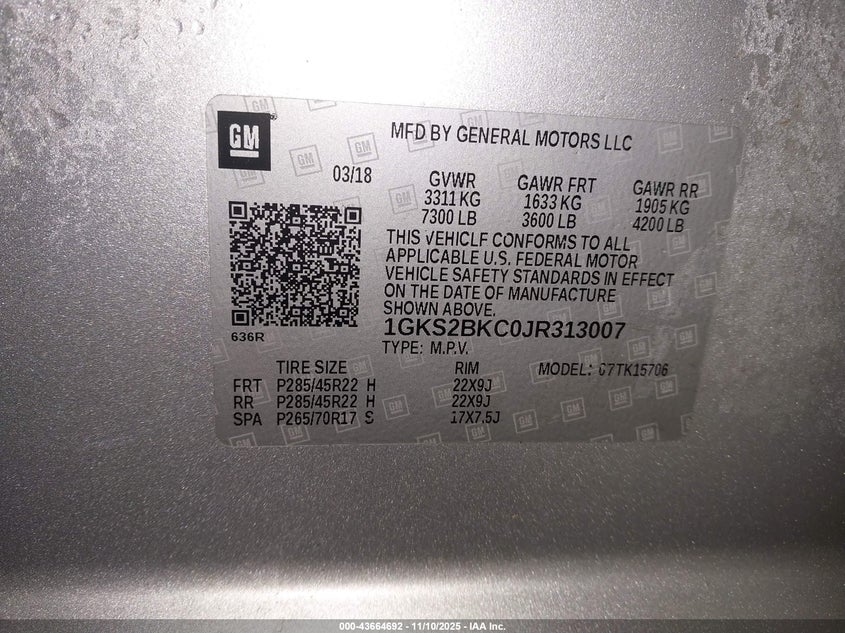 GM
MFD BY GENERAL MOTORS LLC
03/18
GVWR GAWR FRT GAWR RR
3311 KG 1633 KG 1905 KG
7300 LB 3600 LB 4200 LB
THIS VEHICLE CONFORMS TO ALL
APPLICABLE U.S. FEDERAL MOTOR
VEHICLE SAFETY STANDARDS IN EFFECT
ON THE DATE OF MANUFACTURE
SHOWN ABOVE.
1GKS2BKC0JR313007
636R
TYPE: M.P.V.
TIRE SIZE RIM MODEL: C7TK15706
FRT P285/45R22 H 22X9J
RR P285/45R22 H 22X9J
SPA P265/70R17 S 17X7.5J
000-43664692 - 11/10/2025 - IAA Inc.